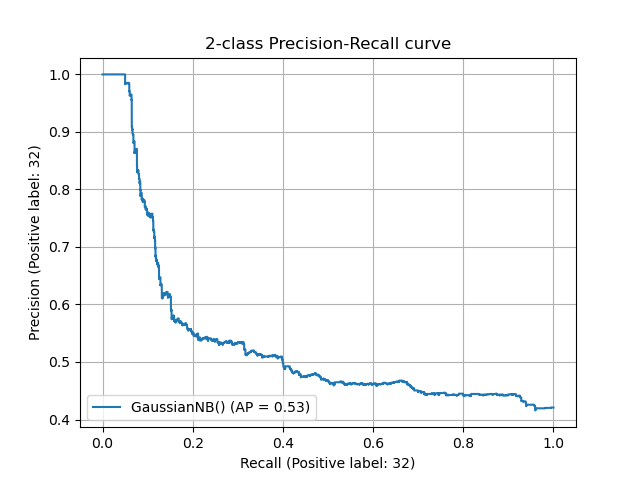 2-class Precision-Recall curve
Precision (Positive label: 32)
1.0
0.9
0.8
0.7
0.6
0.5
0.4
GaussianNB() (AP = 0.53)
0.0 0.2 0.4 0.6 0.8 1.0
Recall (Positive label: 32)